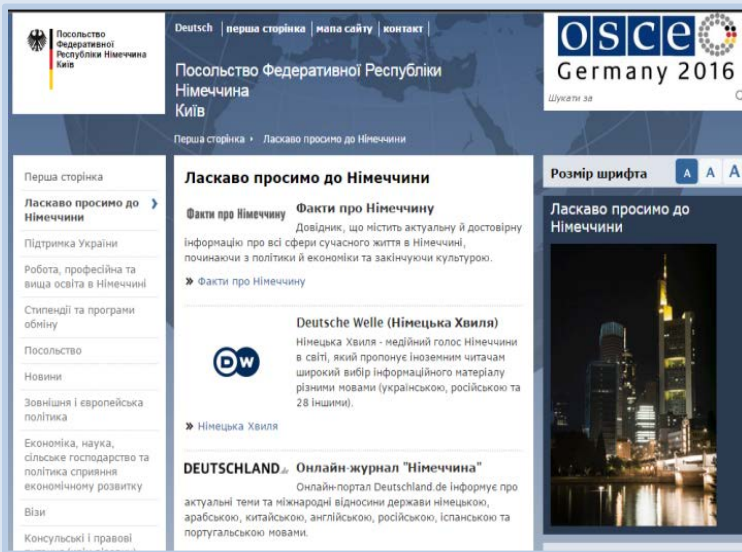 Посольство
Федеративної
Республіки Німеччина
Київ
Deutsch | перша сторінка | мапа сайту | контакт |
Посольство Федеративної Республіки
Німеччина
Київ
Перша сторінка › Ласкаво просимо до Німеччини
osce
Germany 2016
Шукати за
Перша сторінка
Ласкаво просимо до
Німеччини
Підтримка України
Робота, професійна та
вища освіта в Німеччині
Стипендії та програми
обміну
Посольство
Новини
Зовнішня і європейська
політика
Економіка, наука,
сільське господарство та
політика сприяння
економічному розвитку
Візи
Консульські і правові
Ласкаво просимо до Німеччини
Факти про Німеччину
Факти про Німеччину
Довідник, що містить актуальну й достовірну
інформацію про всі сфери сучасного життя в Німеччині,
починаючи з політики й економіки та закінчуючи культурою.
» Факти про Німеччину
DW
Deutsche Welle (Німецька Хвиля)
Німецька Хвиля - медійний голос Німеччини
в світі, який пропонує іноземним читачам
широкий вибір інформаційного матеріалу
різними мовами (українською, російською та
28 іншими).
» Німецька Хвиля
DEUTSCHLAND
Онлайн-журнал "Німеччина"
Онлайн-портал Deutschland.de інформує про
актуальні теми та міжнародні відносини держави німецькою,
арабською, китайською, англійською, російською, іспанською та
португальською мовами.
Розмір шрифта A A A
Ласкаво просимо до
Німеччини